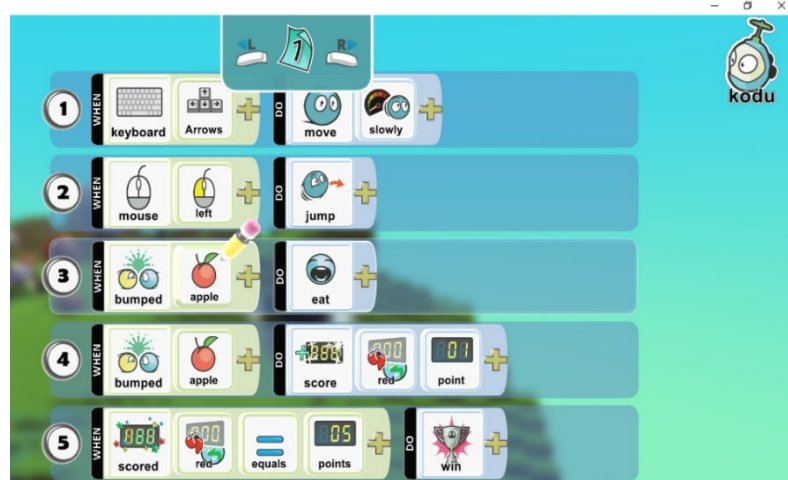 L 1 R
kodu
1 WHEN keyboard Arrows DO move slowly
2 WHEN mouse left DO jump
3 WHEN bumped apple DO eat
4 WHEN bumped apple DO score red 01 point
5 WHEN scored red equals 05 points DO win